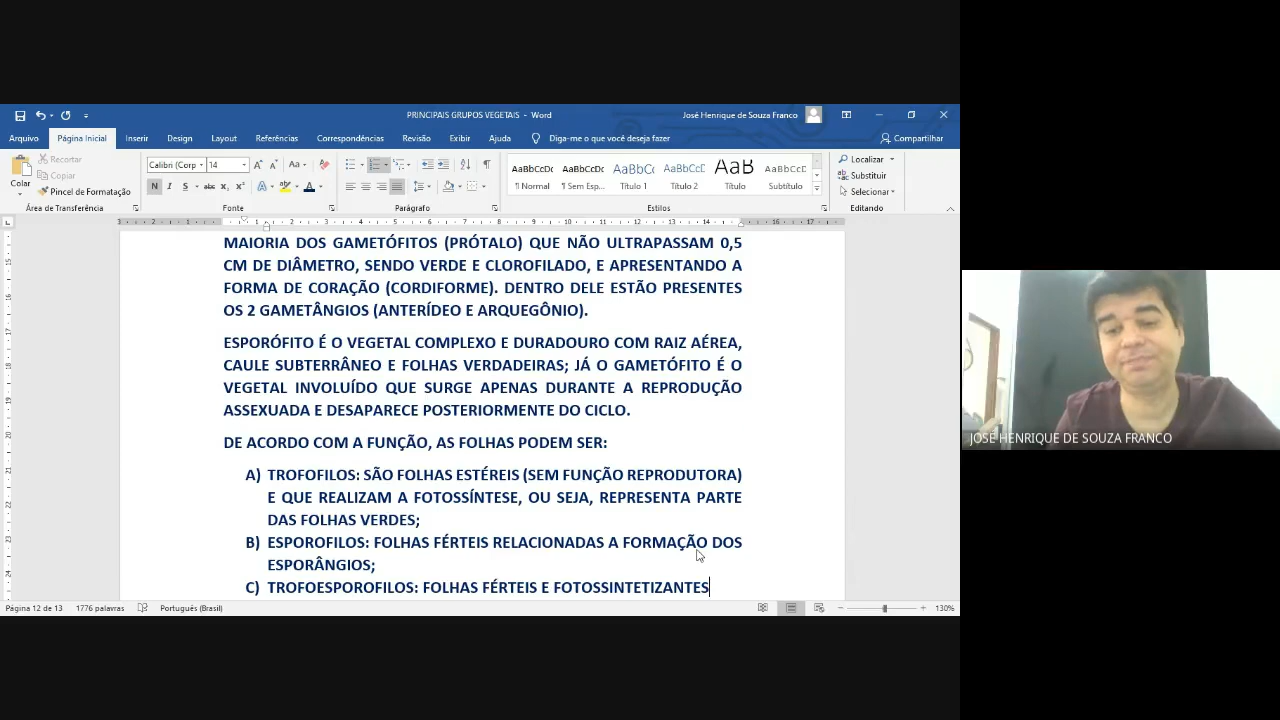 PRINCIPAIS GRUPOS VEGETAIS - Word
José Henrique de Souza Franco
Arquivo Página Inicial Inserir Design Layout Referências Correspondências Revisão Exibir Ajuda Diga-me o que você deseja fazer Compartilhar
Colar
Recortar
Copiar
Pincel de Formatação
Área de Transferência
Calibri (Corp 14
Fonte
Parágrafo
AaBbCcDc AaBbCcDc AaBbCc AaBbCcC AaB AaBbCcC
¶ Normal ¶ Sem Esp... Título 1 Título 2 Título Subtítulo
Estilos
Localizar
Substituir
Selecionar
Editando
MAIORIA DOS GAMETÓFITOS (PRÓTALO) QUE NÃO ULTRAPASSAM 0,5
CM DE DIÂMETRO, SENDO VERDE E CLOROFILADO, E APRESENTANDO A
FORMA DE CORAÇÃO (CORDIFORME). DENTRO DELE ESTÃO PRESENTES
OS 2 GAMETÂNGIOS (ANTERÍDEO E ARQUEGÔNIO).
ESPORÓFITO É O VEGETAL COMPLEXO E DURADOURO COM RAIZ AÉREA,
CAULE SUBTERRÂNEO E FOLHAS VERDADEIRAS; JÁ O GAMETÓFITO É O
VEGETAL INVOLUÍDO QUE SURGE APENAS DURANTE A REPRODUÇÃO
ASSEXUADA E DESAPARECE POSTERIORMENTE DO CICLO.
DE ACORDO COM A FUNÇÃO, AS FOLHAS PODEM SER:
A) TROFOFILOS: SÃO FOLHAS ESTÉREIS (SEM FUNÇÃO REPRODUTORA)
E QUE REALIZAM A FOTOSSÍNTESE, OU SEJA, REPRESENTA PARTE
DAS FOLHAS VERDES;
B) ESPOROFILOS: FOLHAS FÉRTEIS RELACIONADAS A FORMAÇÃO DOS
ESPORÂNGIOS;
C) TROFOESPOROFILOS: FOLHAS FÉRTEIS E FOTOSSINTETIZANTES
Página 12 de 13 1776 palavras Português (Brasil) 130%
JOSÉ HENRIQUE DE SOUZA FRANCO